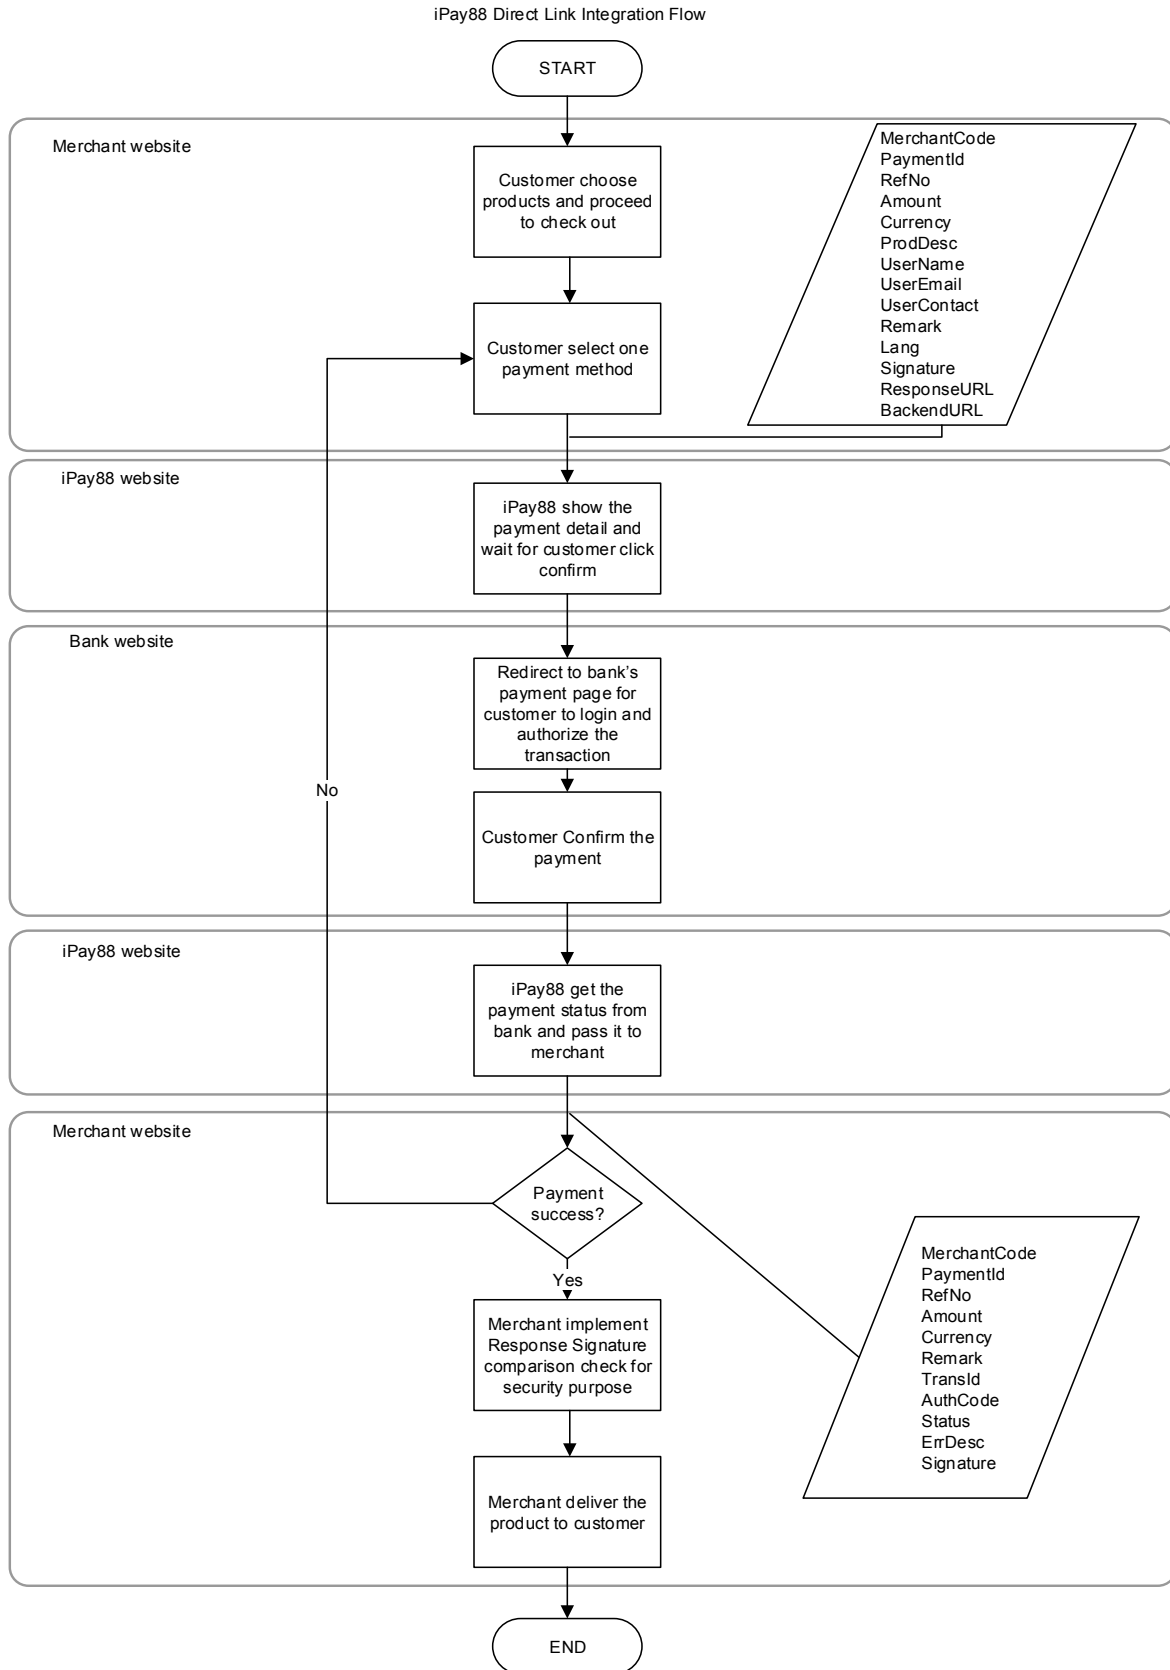 iPay88 Direct Link Integration Flow
START
Merchant website
Customer choose
products and proceed
to check out
MerchantCode
PaymentId
RefNo
Amount
Currency
ProdDesc
UserName
UserEmail
UserContact
Remark
Lang
Signature
ResponseURL
BackendURL
Customer select one
payment method
iPay88 website
iPay88 show the
payment detail and
wait for customer click
confirm
Bank website
Redirect to bank's
payment page for
customer to login and
authorize the
transaction
No
Customer Confirm the
payment
iPay88 website
iPay88 get the
payment status from
bank and pass it to
merchant
Merchant website
Payment
success?
Yes
Merchant implement
Response Signature
comparison check for
security purpose
MerchantCode
PaymentId
RefNo
Amount
Currency
Remark
TransId
AuthCode
Status
ErrDesc
Signature
Merchant deliver the
product to customer
END